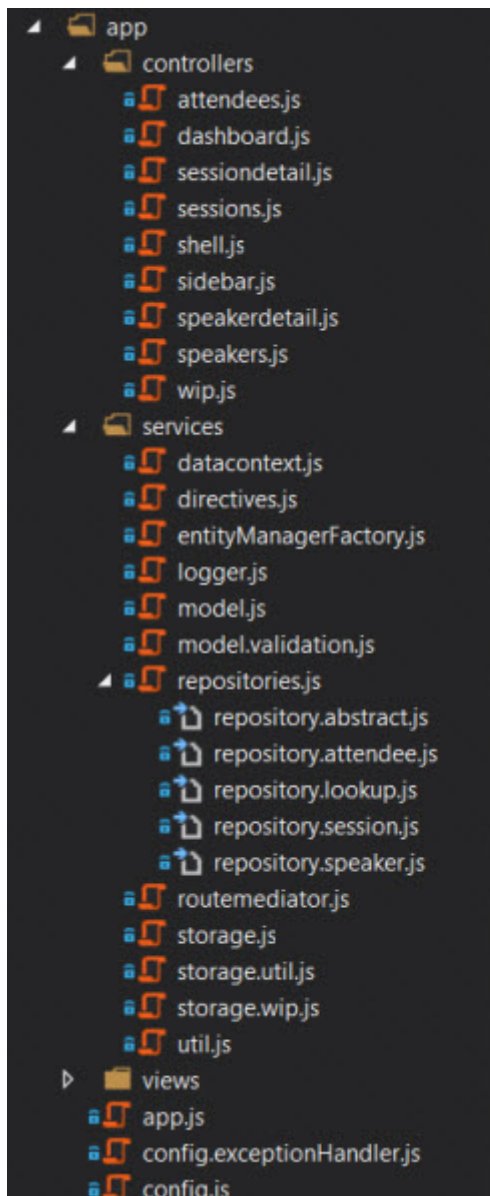 app
controllers
attendees.js
dashboard.js
sessiondetail.js
sessions.js
shell.js
sidebar.js
speakerdetail.js
speakers.js
wip.js
services
datacontext.js
directives.js
entityManagerFactory.js
logger.js
model.js
model.validation.js
repositories.js
repository.abstract.js
repository.attendee.js
repository.lookup.js
repository.session.js
repository.speaker.js
routemediator.js
storage.js
storage.util.js
storage.wip.js
util.js
views
app.js
config.exceptionHandler.js
config.js